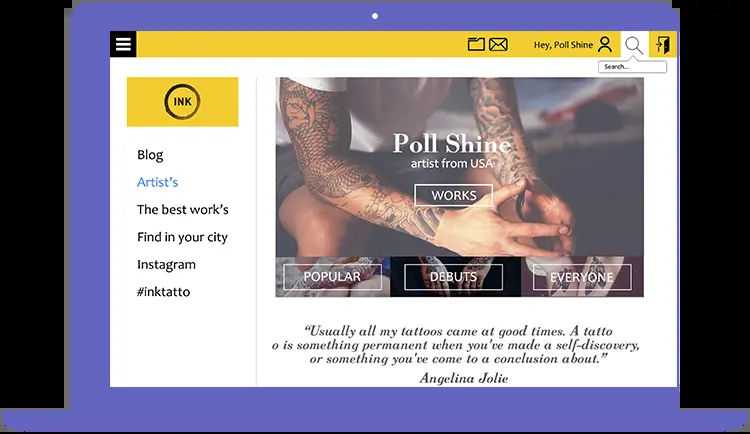 Hey, Poll Shine
Search...
INK
Blog
Artist's
The best work's
Find in your city
Instagram
#inktatto
Poll Shine
artist from USA
WORKS
POPULAR
DEBUTS
EVERYONE
“Usually all my tattoos came at good times. A tatto
o is something permanent when you've made a self-discovery,
or something you've come to a conclusion about.”
Angelina Jolie